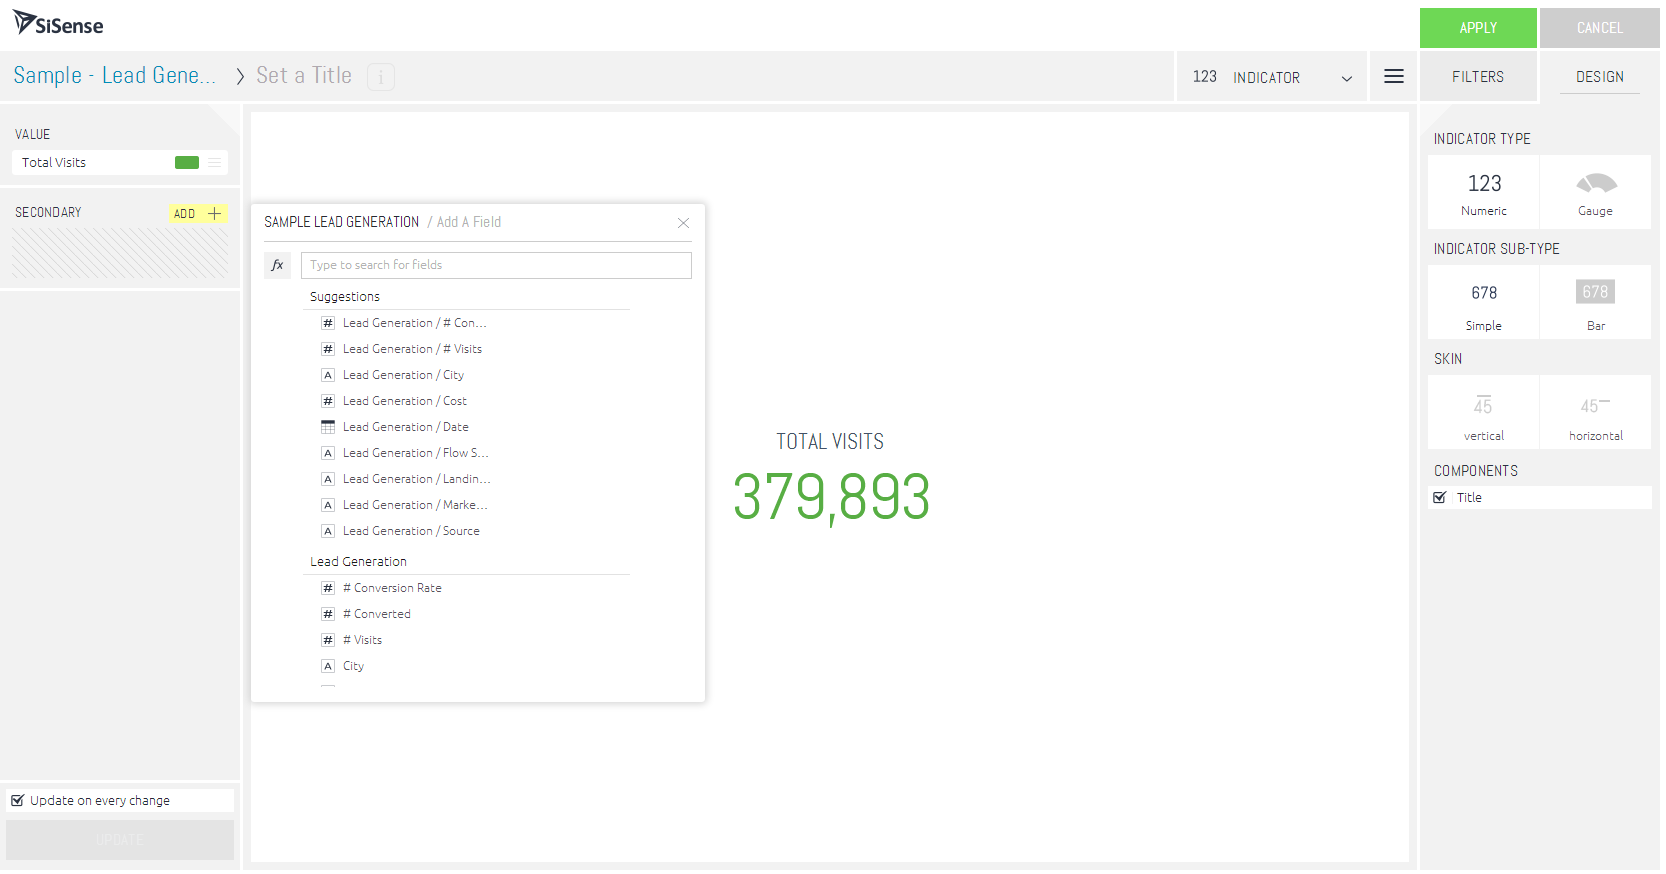 SiSense
APPLY
CANCEL
Sample - Lead Gene...
Set a Title
i
123 INDICATOR
FILTERS
DESIGN
VALUE
Total Visits
SECONDARY
ADD +
SAMPLE LEAD GENERATION / Add A Field
fx
Type to search for fields
Suggestions
# Lead Generation / # Con...
# Lead Generation / # Visits
A Lead Generation / City
# Lead Generation / Cost
Lead Generation / Date
A Lead Generation / Flow S...
A Lead Generation / Landin...
A Lead Generation / Marke...
A Lead Generation / Source
Lead Generation
# # Conversion Rate
# # Converted
# # Visits
A City
TOTAL VISITS
379,893
INDICATOR TYPE
123
Numeric
Gauge
INDICATOR SUB-TYPE
678
Simple
678
Bar
SKIN
45
vertical
45
horizontal
COMPONENTS
Title
Update on every change
UPDATE